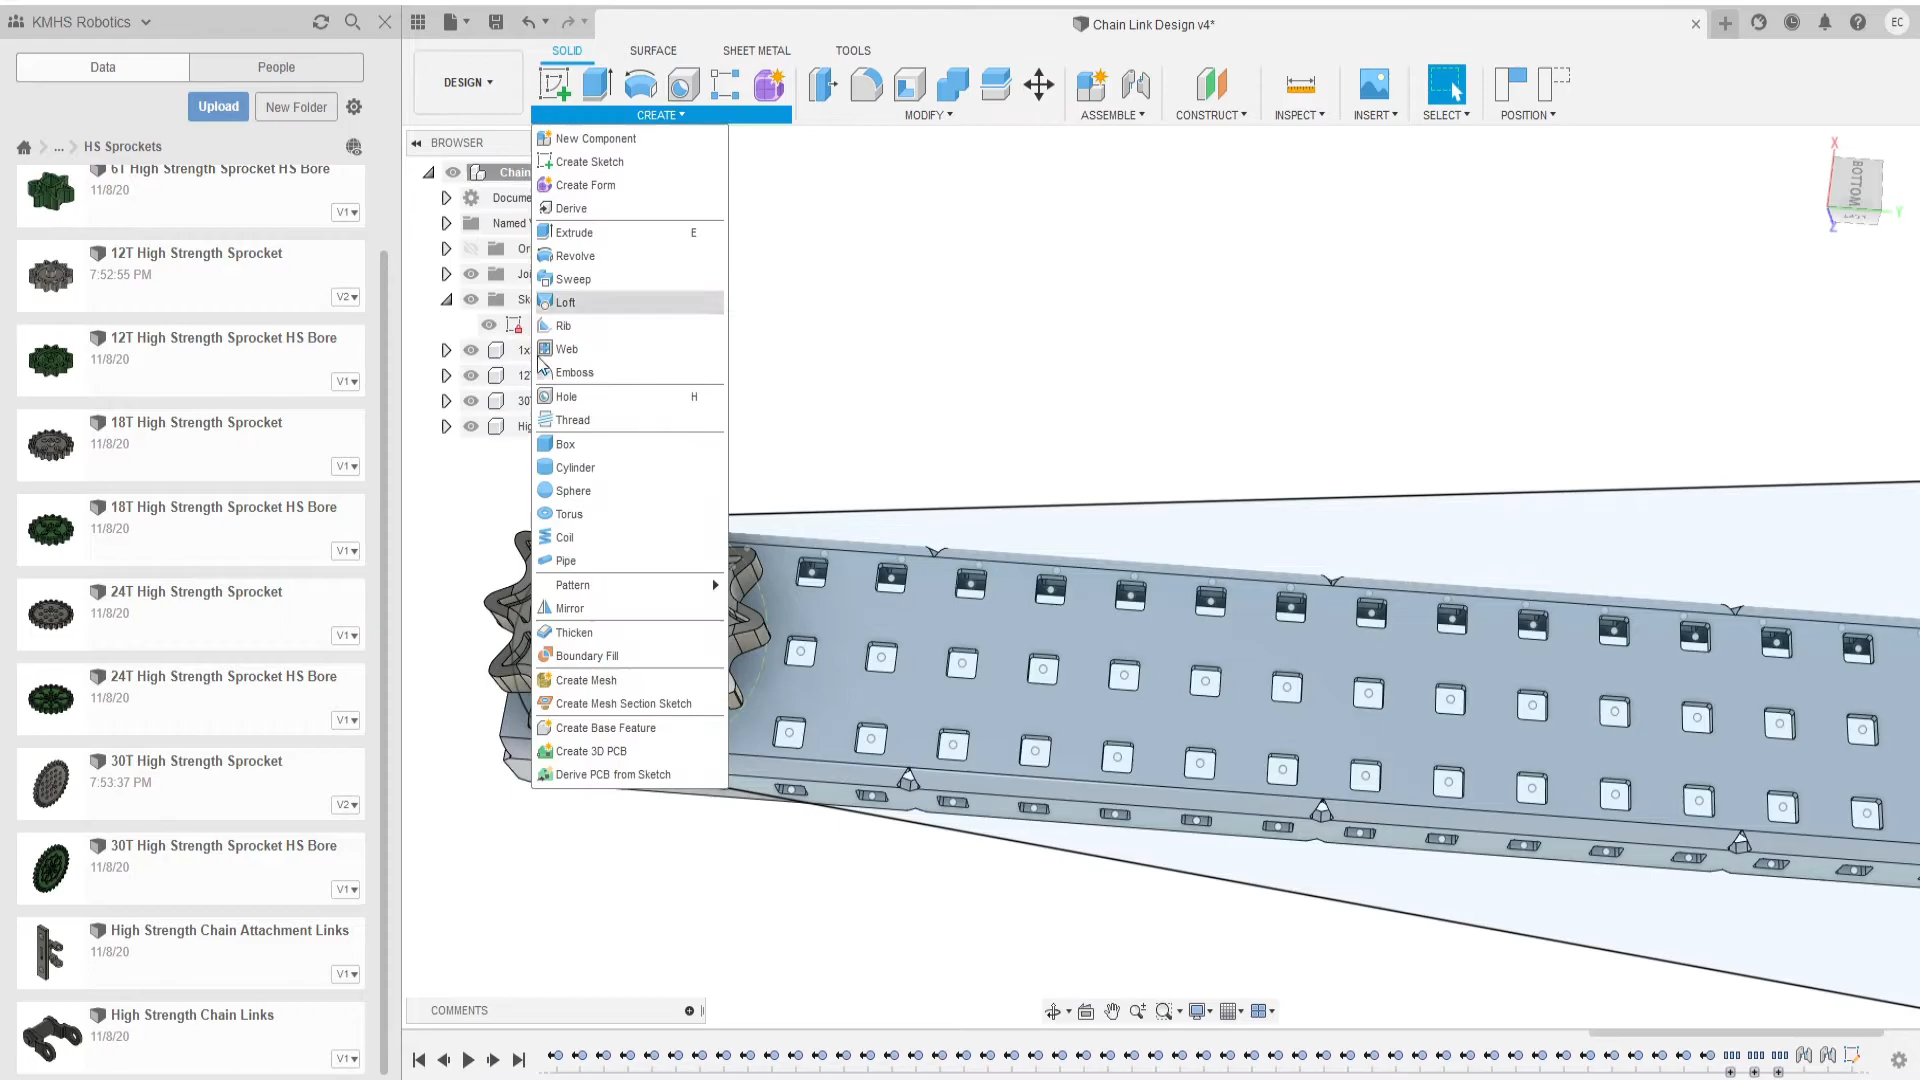 KMHS Robotics
Data
People
Upload
New Folder
... HS Sprockets
6T High Strength Sprocket HS Bore
11/8/20
V1
12T High Strength Sprocket
7:52:55 PM
V2
12T High Strength Sprocket HS Bore
11/8/20
V1
18T High Strength Sprocket
11/8/20
V1
18T High Strength Sprocket HS Bore
11/8/20
V1
24T High Strength Sprocket
11/8/20
V1
24T High Strength Sprocket HS Bore
11/8/20
V1
30T High Strength Sprocket
7:53:37 PM
V2
30T High Strength Sprocket HS Bore
11/8/20
V1
High Strength Chain Attachment Links
11/8/20
V1
High Strength Chain Links
11/8/20
V1
Chain Link Design v4*
EC
DESIGN
SOLID
SURFACE
SHEET METAL
TOOLS
CREATE
MODIFY
ASSEMBLE
CONSTRUCT
INSPECT
INSERT
SELECT
POSITION
BROWSER
Chain
Docume
Named
Or
Joi
Sk
1x
12
30
Hig
New Component
Create Sketch
Create Form
Derive
Extrude E
Revolve
Sweep
Loft
Rib
Web
Emboss
Hole H
Thread
Box
Cylinder
Sphere
Torus
Coil
Pipe
Pattern
Mirror
Thicken
Boundary Fill
Create Mesh
Create Mesh Section Sketch
Create Base Feature
Create 3D PCB
Derive PCB from Sketch
X
BOTTOM
Y
Z
COMMENTS